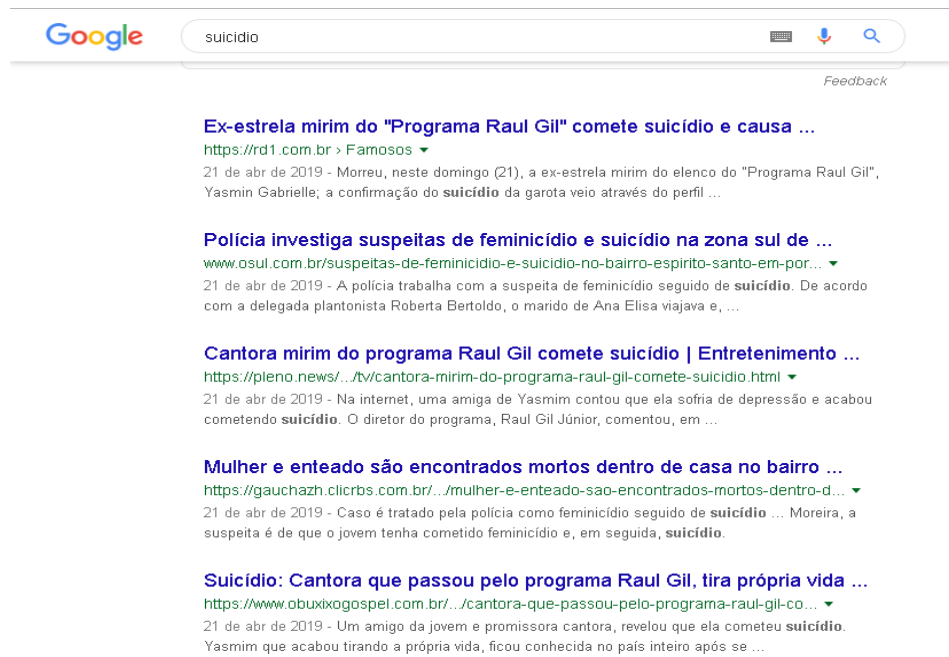 Google
suicidio
Feedback
Ex-estrela mirim do "Programa Raul Gil" comete suicídio e causa ...
https://rd1.com.br › Famosos
21 de abr de 2019 - Morreu, neste domingo (21), a ex-estrela mirim do elenco do "Programa Raul Gil",
Yasmin Gabrielle; a confirmação do suicídio da garota veio através do perfil ...
Polícia investiga suspeitas de feminicídio e suicídio na zona sul de ...
www.osul.com.br/suspeitas-de-feminicidio-e-suicidio-no-bairro-espirito-santo-em-por...
21 de abr de 2019 - A polícia trabalha com a suspeita de feminicídio seguido de suicídio. De acordo
com a delegada plantonista Roberta Bertoldo, o marido de Ana Elisa viajava e, ...
Cantora mirim do programa Raul Gil comete suicídio | Entretenimento ...
https://pleno.news/.../tv/cantora-mirim-do-programa-raul-gil-comete-suicidio.html
21 de abr de 2019 - Na internet, uma amiga de Yasmim contou que ela sofria de depressão e acabou
cometendo suicídio. O diretor do programa, Raul Gil Júnior, comentou, em ...
Mulher e enteado são encontrados mortos dentro de casa no bairro ...
https://gauchazh.clicrbs.com.br/.../mulher-e-enteado-sao-encontrados-mortos-dentro-d...
21 de abr de 2019 - Caso é tratado pela polícia como feminicídio seguido de suicídio ... Moreira, a
suspeita é de que o jovem tenha cometido feminicídio e, em seguida, suicídio.
Suicídio: Cantora que passou pelo programa Raul Gil, tira própria vida ...
https://www.obuxixogospel.com.br/.../cantora-que-passou-pelo-programa-raul-gil-co...
21 de abr de 2019 - Um amigo da jovem e promissora cantora, revelou que ela cometeu suicídio.
Yasmim que acabou tirando a própria vida, ficou conhecida no país inteiro após se ...